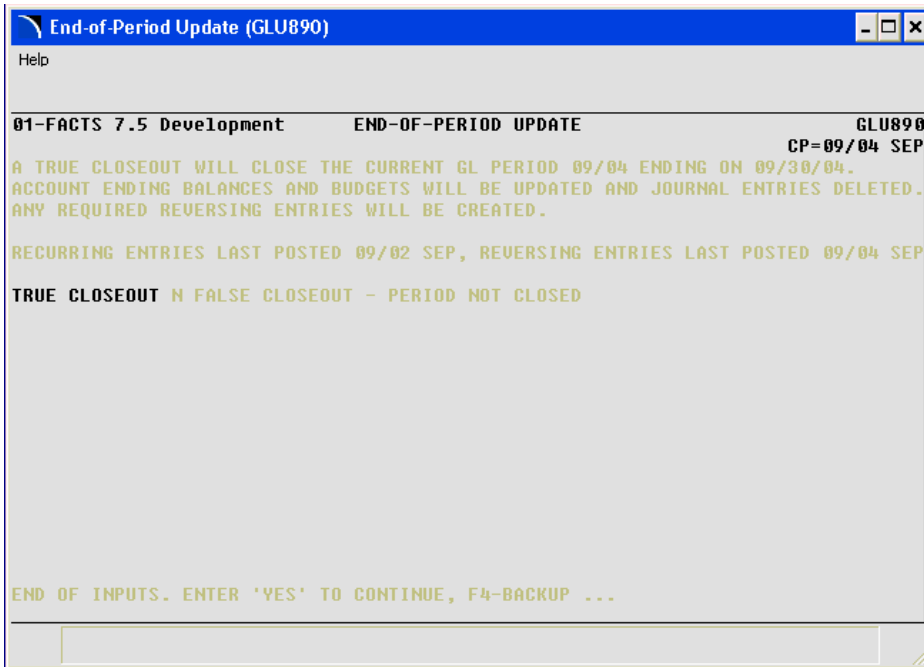 End-of-Period Update (GLU890)
Help
01-FACTS 7.5 Development END-OF-PERIOD UPDATE GLU890
CP=09/04 SEP
A TRUE CLOSEOUT WILL CLOSE THE CURRENT GL PERIOD 09/04 ENDING ON 09/30/04.
ACCOUNT ENDING BALANCES AND BUDGETS WILL BE UPDATED AND JOURNAL ENTRIES DELETED.
ANY REQUIRED REVERSING ENTRIES WILL BE CREATED.
RECURRING ENTRIES LAST POSTED 09/02 SEP, REVERSING ENTRIES LAST POSTED 09/04 SEP
TRUE CLOSEOUT N FALSE CLOSEOUT - PERIOD NOT CLOSED
END OF INPUTS. ENTER 'YES' TO CONTINUE, F4-BACKUP ...